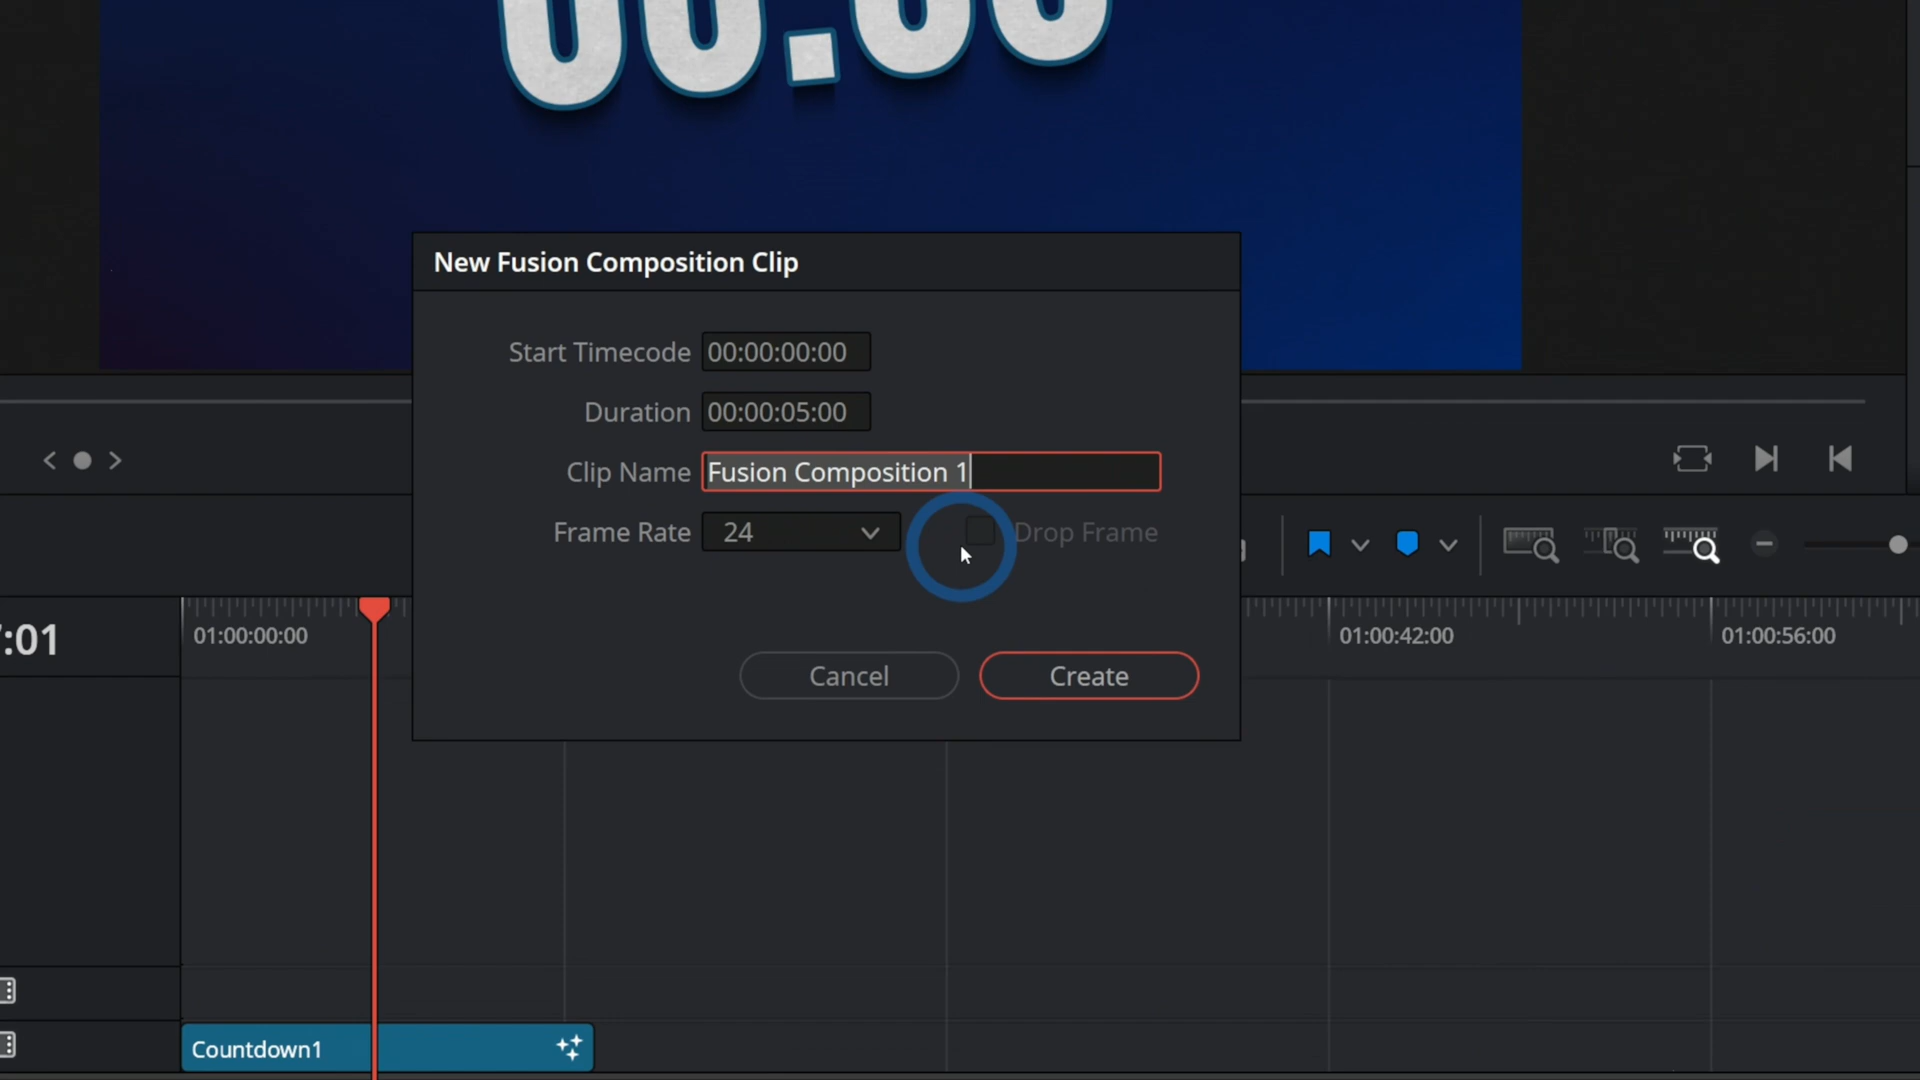 New Fusion Composition Clip
Start Timecode 00:00:00:00
Duration 00:00:05:00
Clip Name Fusion Composition 1
Frame Rate 24 Drop Frame
:01 01:00:00:00 01:00:42:00 01:00:56:00
Cancel Create
Countdown1